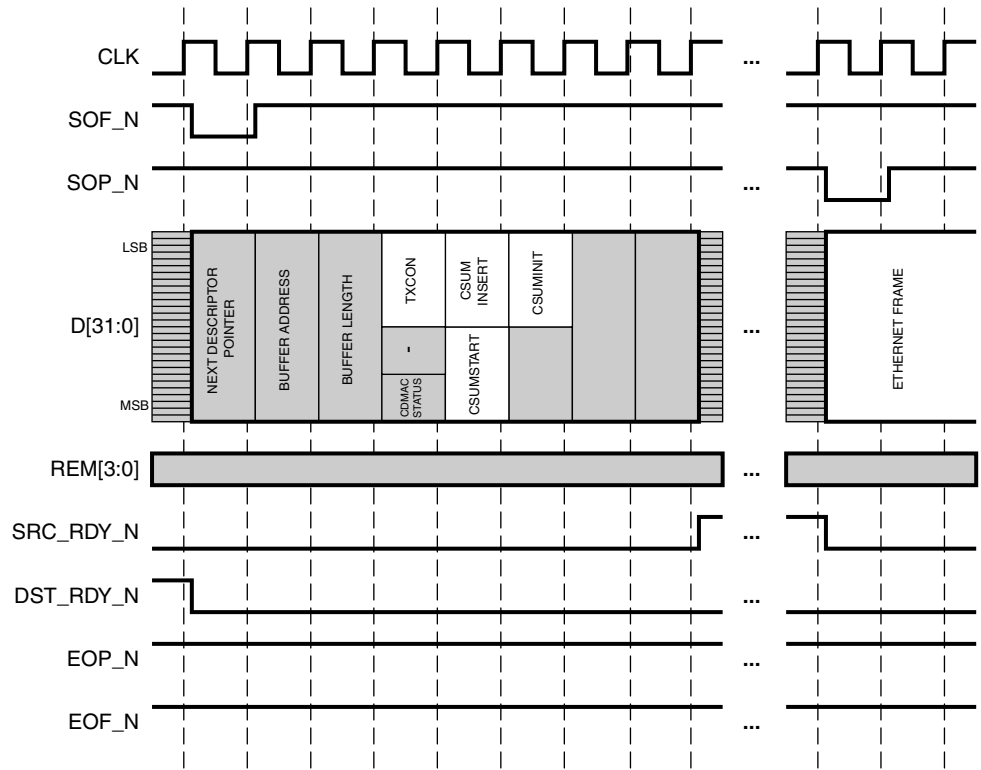 CLK
...
SOF_N
SOP_N
...
LSB
D[31:0]
MSB
NEXT DESCRIPTOR
POINTER
BUFFER ADDRESS
BUFFER LENGTH
TXCON
-
CDMAC
STATUS
CSUM
INSERT
CSUMSTART
CSUMINIT
...
ETHERNET FRAME
REM[3:0]
...
SRC_RDY_N
...
DST_RDY_N
...
EOP_N
...
EOF_N
...